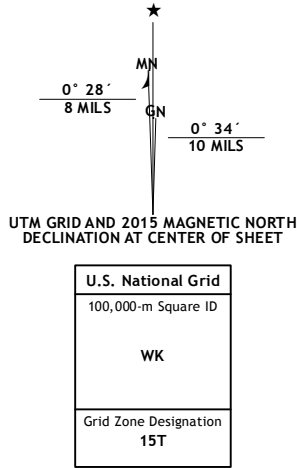 ★
MN
0° 28´
8 MILS
GN
0° 34´
10 MILS
UTM GRID AND 2015 MAGNETIC NORTH
DECLINATION AT CENTER OF SHEET
U.S. National Grid
100,000-m Square ID
WK
Grid Zone Designation
15T